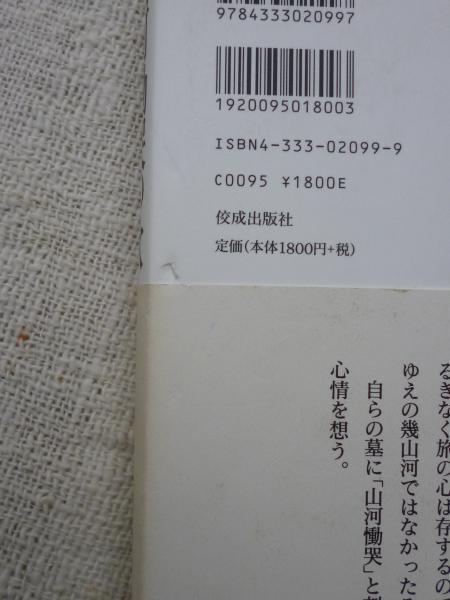 9784333020997
1920095018003
ISBN4-333-02099-9
C0095 ¥1800E
佼成出版社
定価(本体1800円+税)
るぎなく旅の心は存するの
ゆえの幾山河ではなかった
自らの墓に「山河慟哭」と
心情を想う。